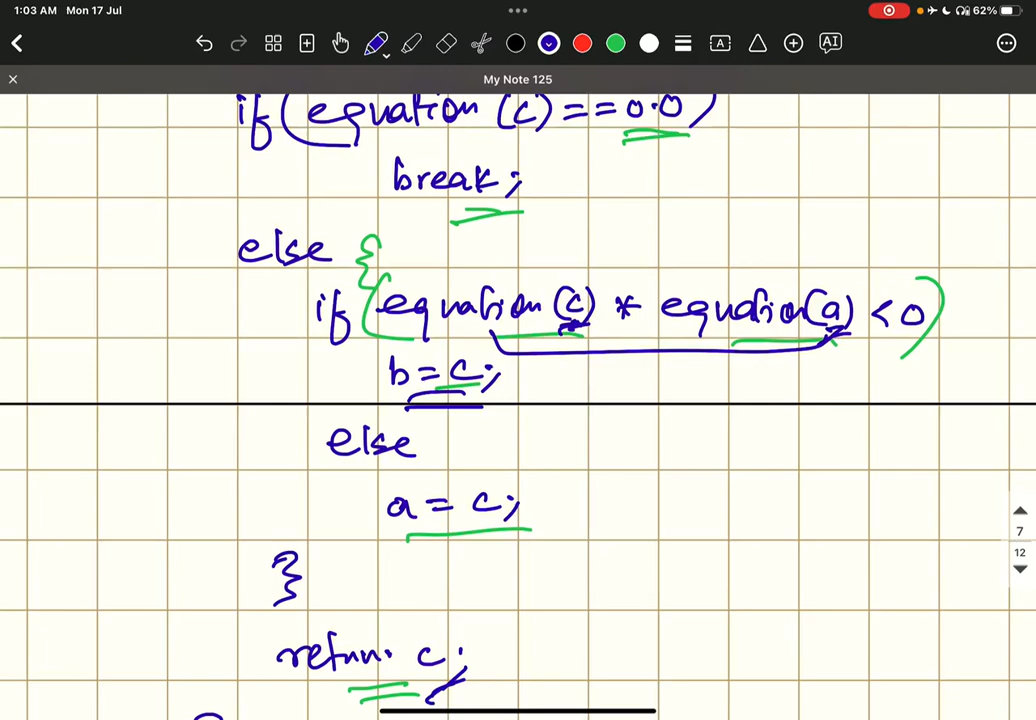 1:03 AM Mon 17 Jul
62%
My Note 125
if (equation (c) == 0.0)
break;
else {
if (equation (c) * equation (a) < 0)
b = c;
else
a = c;
}
return c;
7
12
A
AI